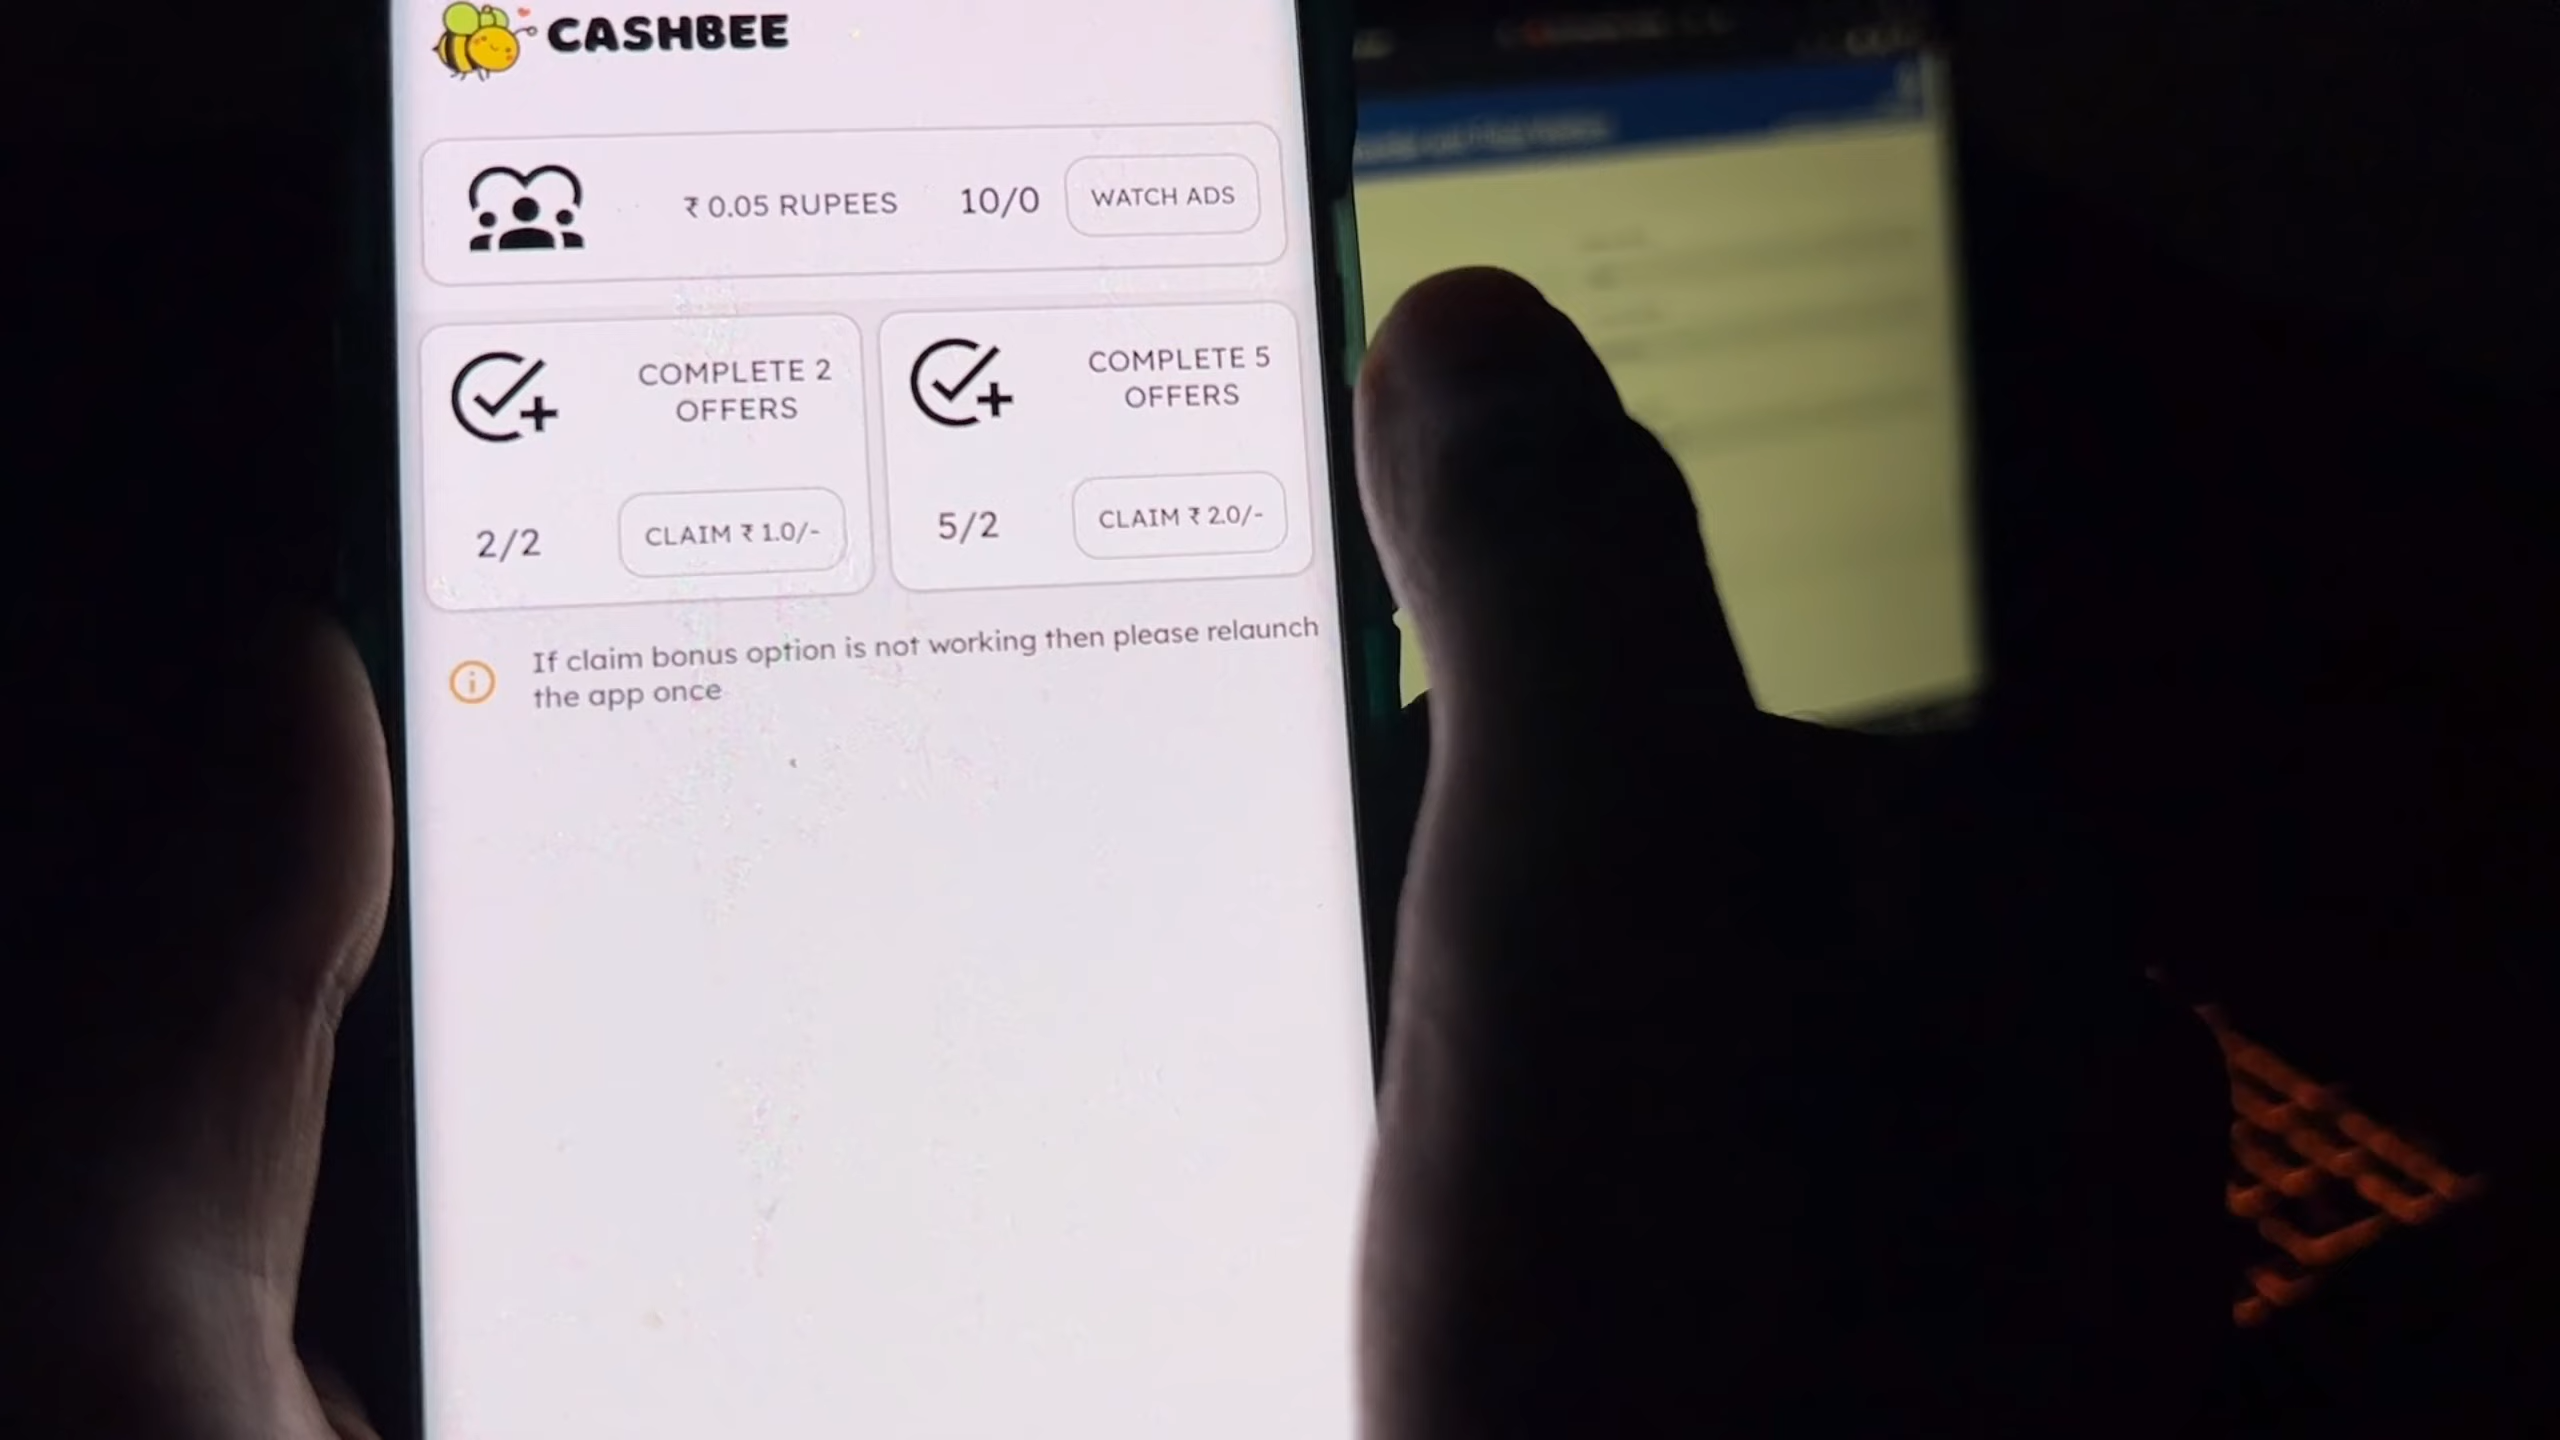 CASHBEE
₹ 0.05 RUPEES 10/0 WATCH ADS
COMPLETE 2
OFFERS
2/2 CLAIM ₹ 1.0/-
COMPLETE 5
OFFERS
5/2 CLAIM ₹ 2.0/-
If claim bonus option is not working then please relaunch
the app once